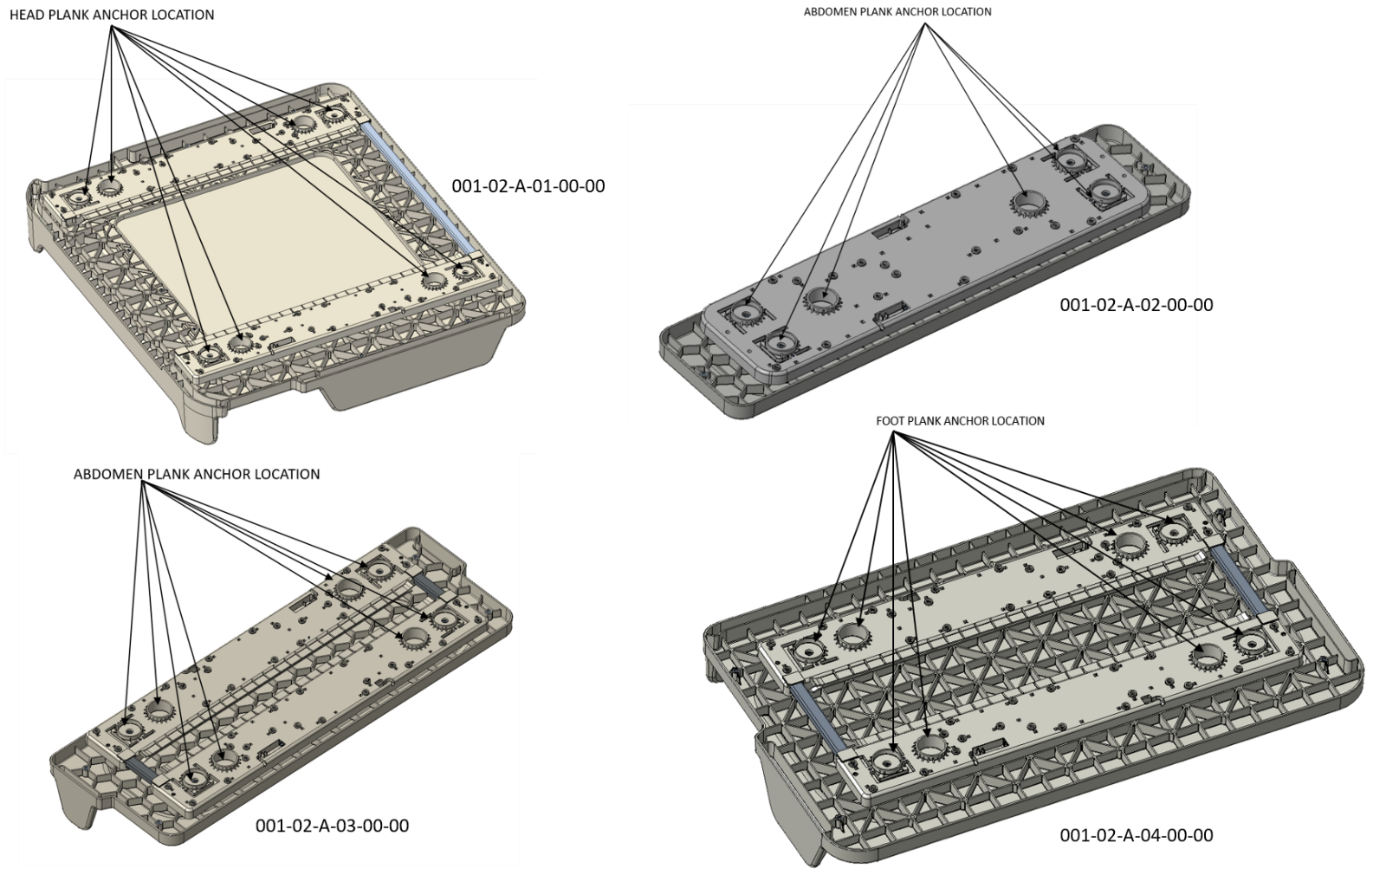 HEAD PLANK ANCHOR LOCATION
ABDOMEN PLANK ANCHOR LOCATION
001-02-A-01-00-00
001-02-A-02-00-00
ABDOMEN PLANK ANCHOR LOCATION
FOOT PLANK ANCHOR LOCATION
001-02-A-03-00-00
001-02-A-04-00-00